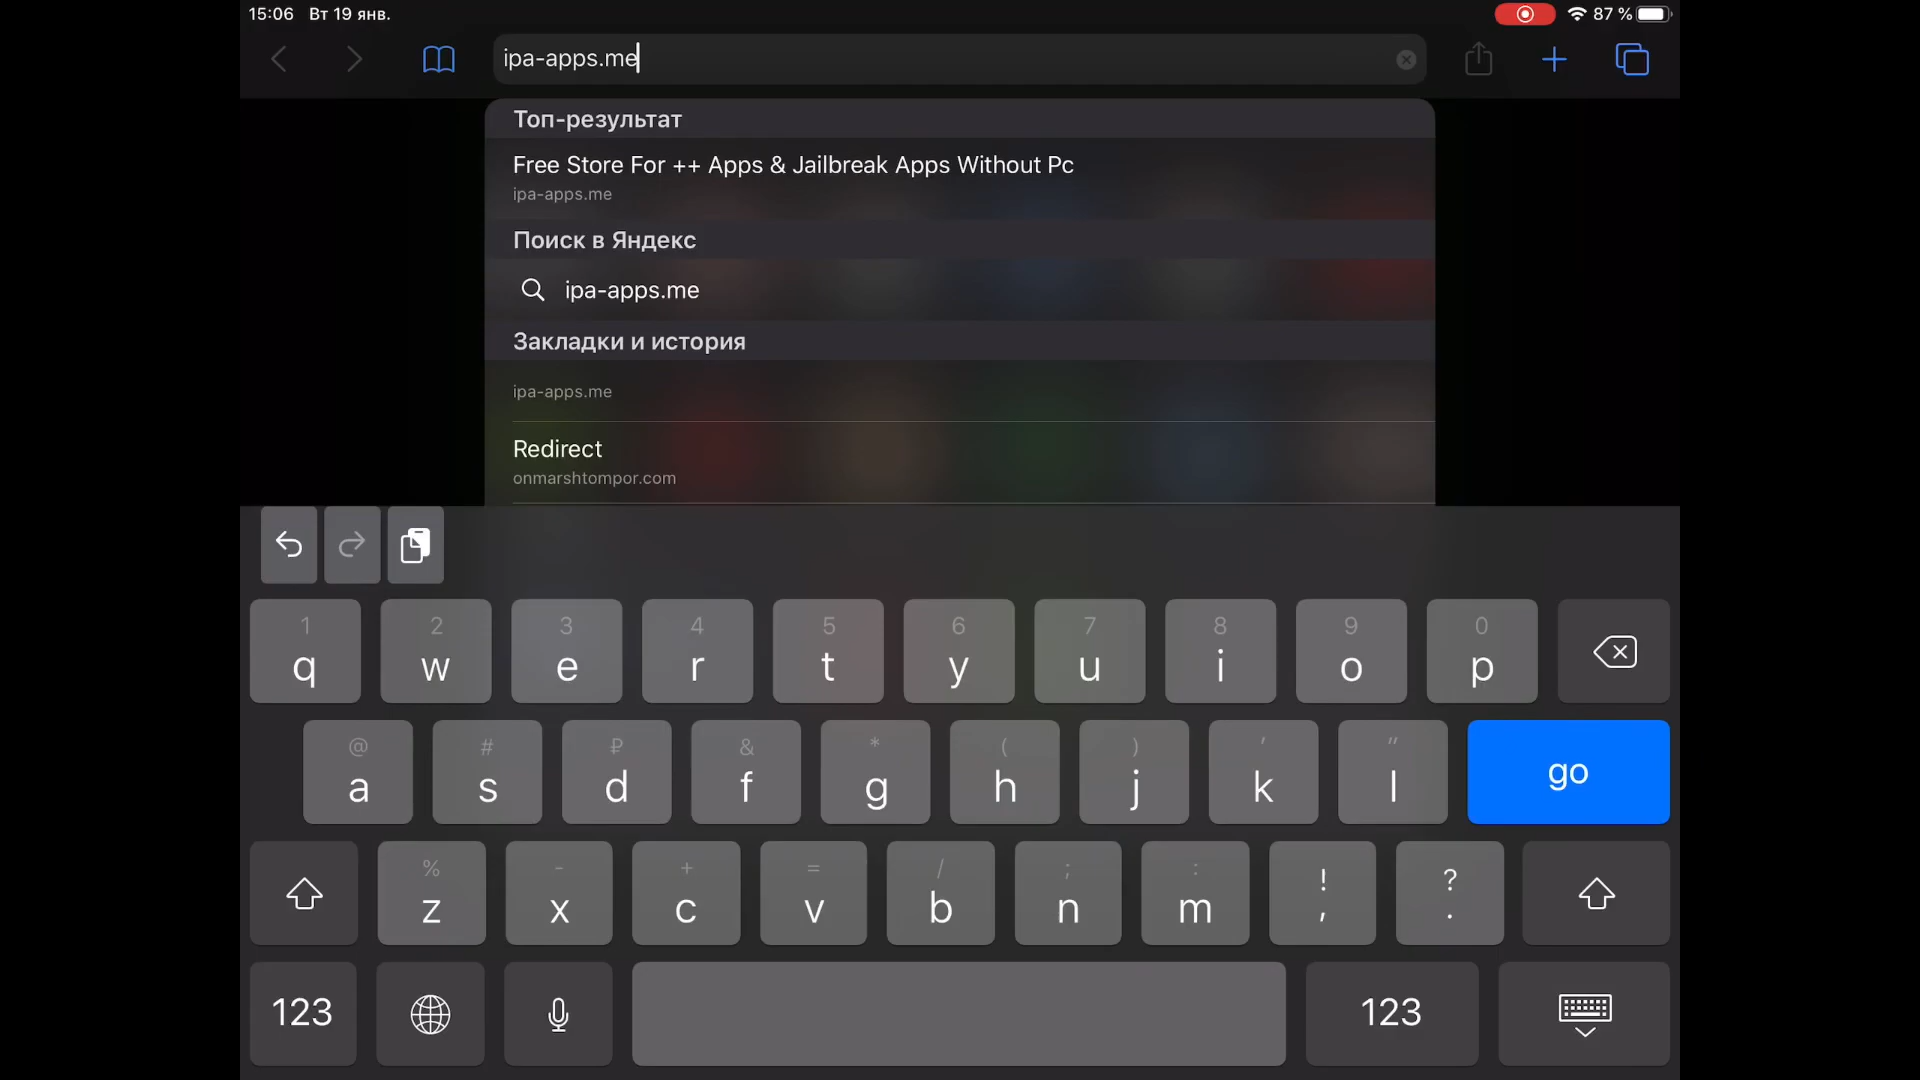 15:06 Вт 19 янв.
87 %
ipa-apps.me
Топ-результат
Free Store For ++ Apps & Jailbreak Apps Without Pc
ipa-apps.me
Поиск в Яндекс
ipa-apps.me
Закладки и история
ipa-apps.me
Redirect
onmarshtompor.com
1 2 3 4 5 6 7 8 9 0
q w e r t y u i o p
@ # ₽ & * ( ) ' "
a s d f g h j k l go
% - + = / ; : ! ?
z x c v b n m , .
123 123